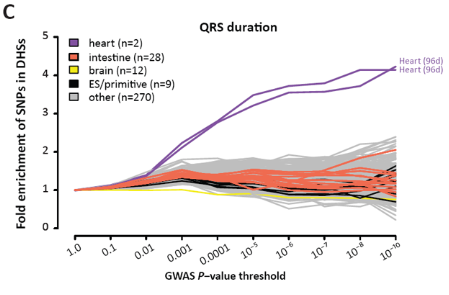 C
QRS duration
Fold enrichment of SNPs in DHSs
5
4
3
2
1
0
heart (n=2)
intestine (n=28)
brain (n=12)
ES/primitive (n=9)
other (n=270)
Heart (96d)
Heart (96d)
1.0
0.1
0.01
0.001
0.0001
10⁻⁵
10⁻⁶
10⁻⁷
10⁻⁸
10⁻¹⁰
GWAS P–value threshold